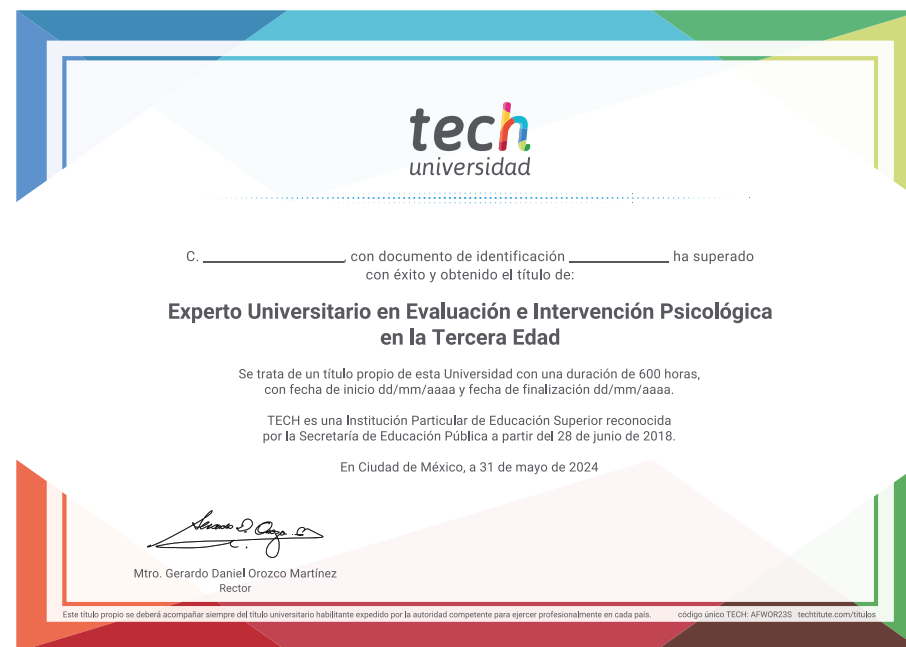 tech
universidad
C. ____________, con documento de identificación ____________ ha superado
con éxito y obtenido el título de:
Experto Universitario en Evaluación e Intervención Psicológica
en la Tercera Edad
Se trata de un título propio de esta Universidad con una duración de 600 horas,
con fecha de inicio dd/mm/aaaa y fecha de finalización dd/mm/aaaa.
TECH es una Institución Particular de Educación Superior reconocida
por la Secretaría de Educación Pública a partir del 28 de junio de 2018.
En Ciudad de México, a 31 de mayo de 2024
Mtro. Gerardo Daniel Orozco Martínez
Rector
Este título propio se deberá acompañar siempre del título universitario habilitante expedido por la autoridad competente para ejercer profesionalmente en cada país. código único TECH: AFWOR23S techtitute.com/titulos